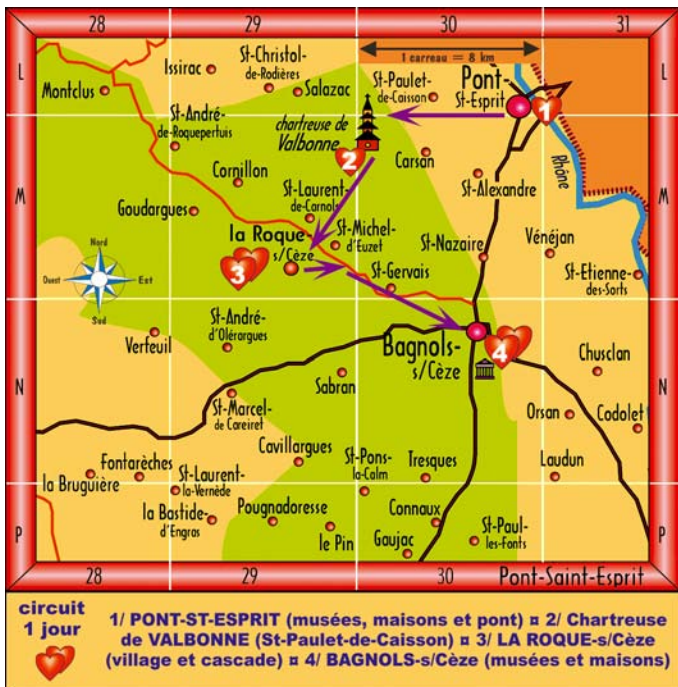 28 29 30 31
L L
1 carreau = 8 km
Issirac
St-Christol-
de-Rodières
Montclus
Salazac
St-Paulet-
de-Caisson
Pont-
St-Esprit
1
St-André-
de-Roquepertuis
chartreuse de
Valbonne
2
Carsan
Rhône
Cornillon
St-Alexandre
M M
St-Laurent-
de-Carnols
Goudargues
la Roque-
s/Cèze
St-Michel-
d'Euzet
3
St-Nazaire
Vénéjan
Nord
Ouest Est
Sud
St-Gervais
St-Etienne-
des-Sorts
St-André-
d'Olérargues
Verfeuil
Bagnols-
s/Cèze
4
Chusclan
N N
Sabran
St-Marcel-
de Careiret
Orsan
Codolet
Cavillargues
Fontarèches
la Bruguière
St-Laurent-
la-Vernède
St-Pons-
la-Calm
Tresques
Laudun
la Bastide-
d'Engras
Pougnadoresse
le Pin
Connaux
Gaujac
St-Paul-
les-Fonts
P P
Pont-Saint-Esprit
28 29 30
circuit
1 jour
1/ PONT-ST-ESPRIT (musées, maisons et pont) ¤ 2/ Chartreuse
de VALBONNE (St-Paulet-de-Caisson) ¤ 3/ LA ROQUE-s/Cèze
(village et cascade) ¤ 4/ BAGNOLS-s/Cèze (musées et maisons)